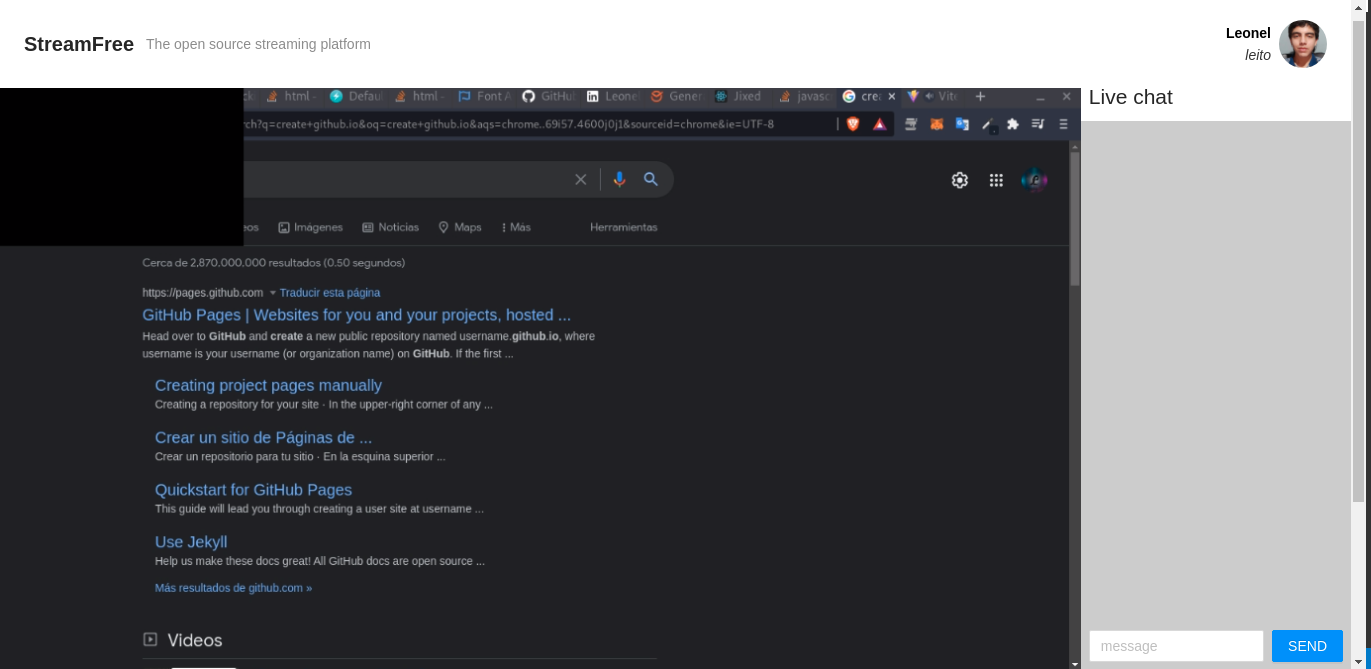 StreamFree The open source streaming platform
Leonel
leito
html - Defau html - Font A GitHu Leone Gener Jixed javasc crea Vite
Live chat
rch?q=create+github.io&oq=create+github.io&aqs=chrome..69i57.4600j0j1&sourceid=chrome&ie=UTF-8
eos Imágenes Noticias Maps Más Herramientas
Cerca de 2,870,000,000 resultados (0.50 segundos)
https://pages.github.com Traducir esta página
GitHub Pages | Websites for you and your projects, hosted ...
Head over to GitHub and create a new public repository named username.github.io, where
username is your username (or organization name) on GitHub. If the first ...
Creating project pages manually
Creating a repository for your site · In the upper-right corner of any ...
Crear un sitio de Páginas de ...
Crear un repositorio para tu sitio · En la esquina superior ...
Quickstart for GitHub Pages
This guide will lead you through creating a user site at username ...
Use Jekyll
Help us make these docs great! All GitHub docs are open source ...
Más resultados de github.com »
Videos
message SEND